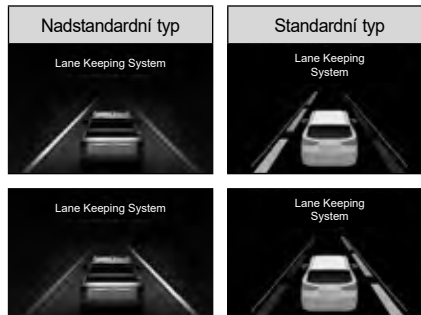 Nadstandardní typ
Standardní typ
Lane Keeping System
Lane Keeping
System
Lane Keeping System
Lane Keeping
System